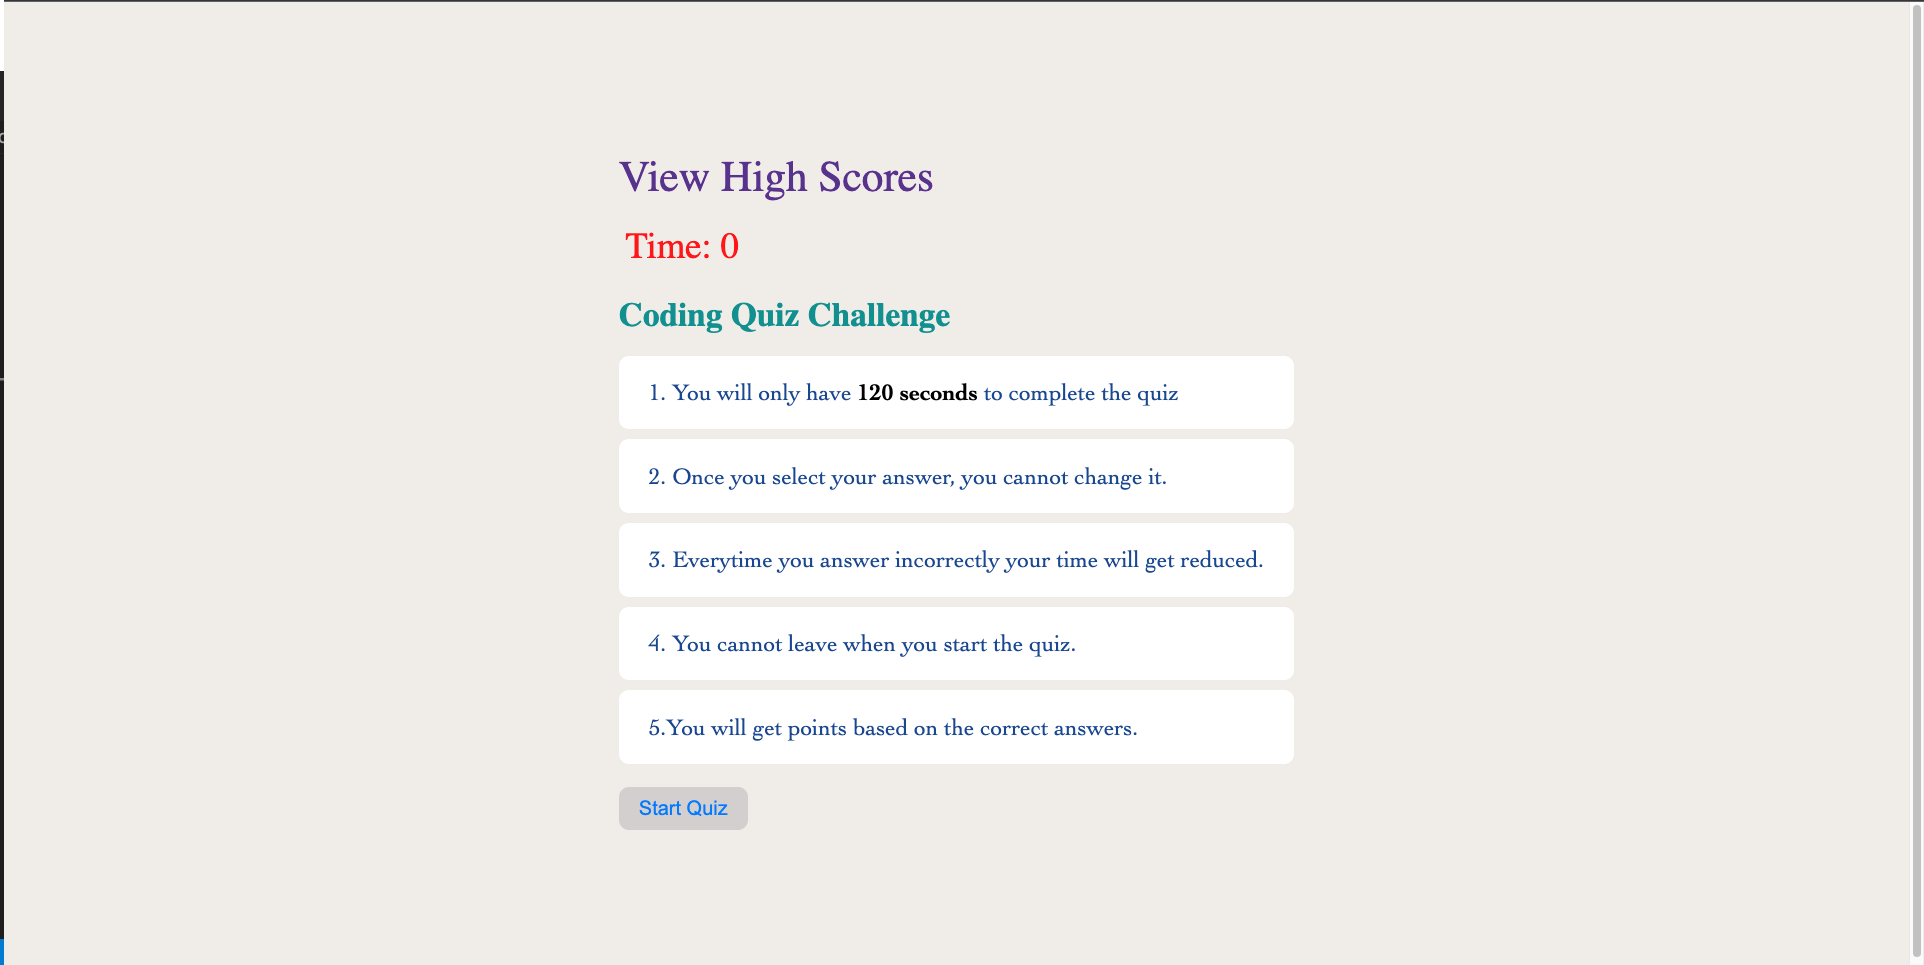 View High Scores
Time: 0
Coding Quiz Challenge
1. You will only have 120 seconds to complete the quiz
2. Once you select your answer, you cannot change it.
3. Everytime you answer incorrectly your time will get reduced.
4. You cannot leave when you start the quiz.
5.You will get points based on the correct answers.
Start Quiz